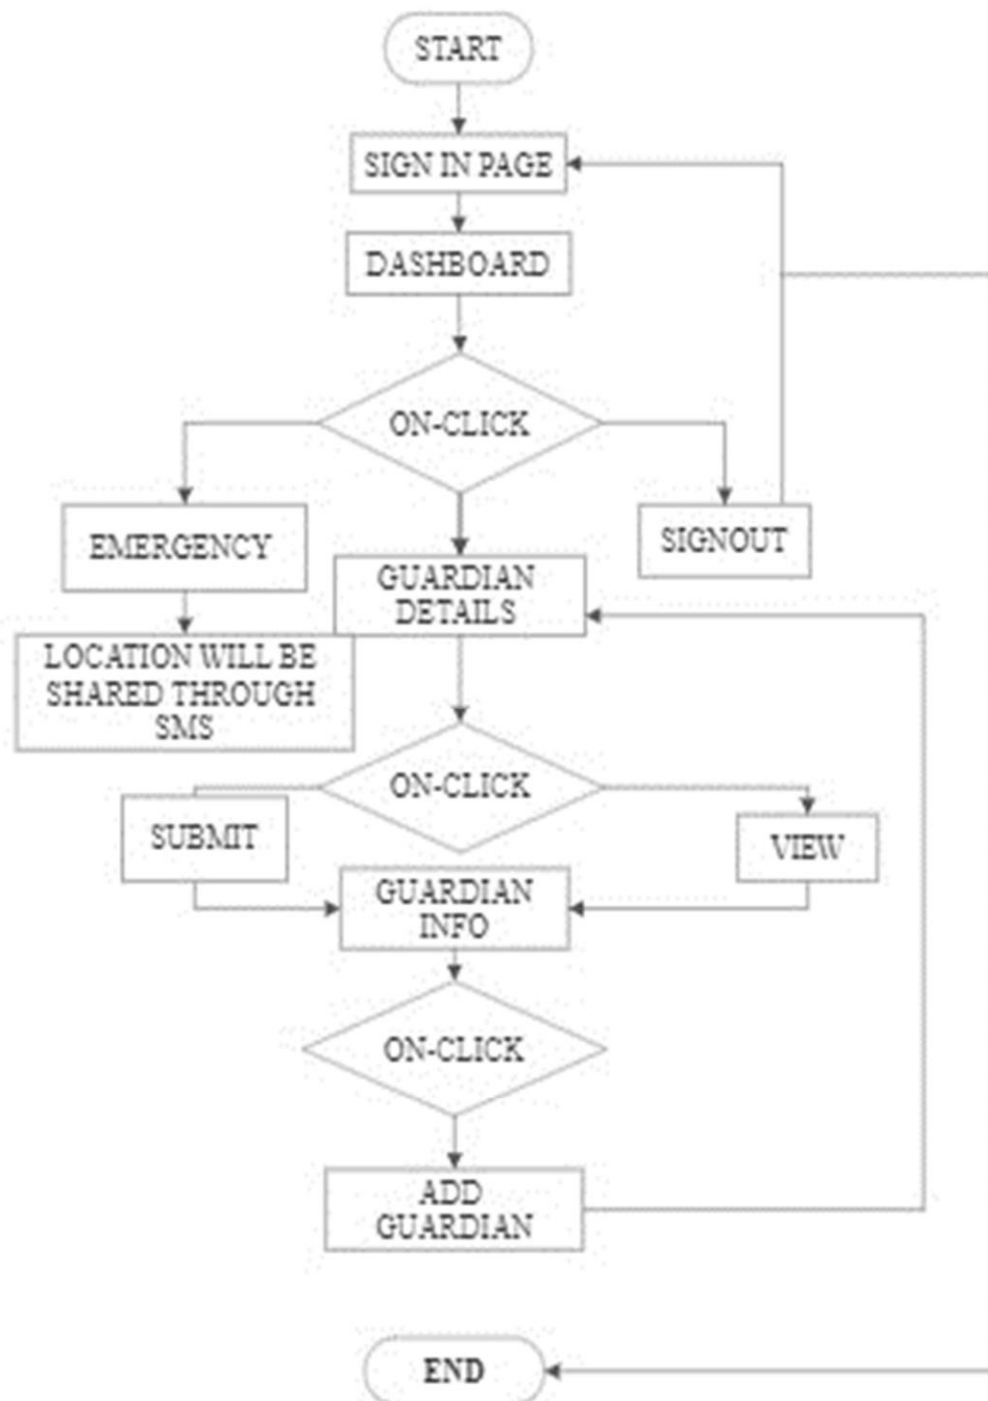 START
SIGN IN PAGE
DASHBOARD
ON-CLICK
EMERGENCY
SIGNOUT
GUARDIAN
DETAILS
LOCATION WILL BE
SHARED THROUGH
SMS
ON-CLICK
SUBMIT
VIEW
GUARDIAN
INFO
ON-CLICK
ADD
GUARDIAN
END